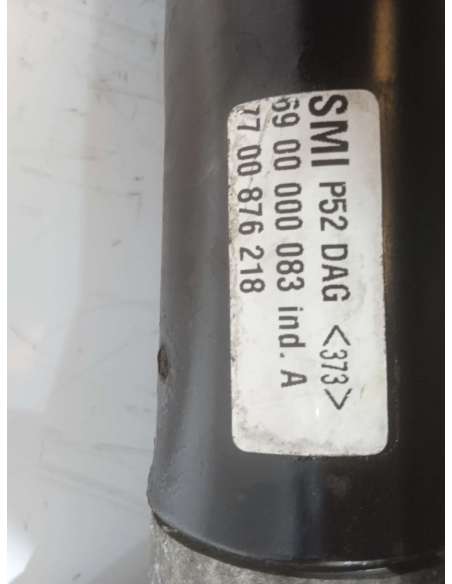 SMI P52 DAG <373>
69 00 000 083 ind. A
77 00 876 218